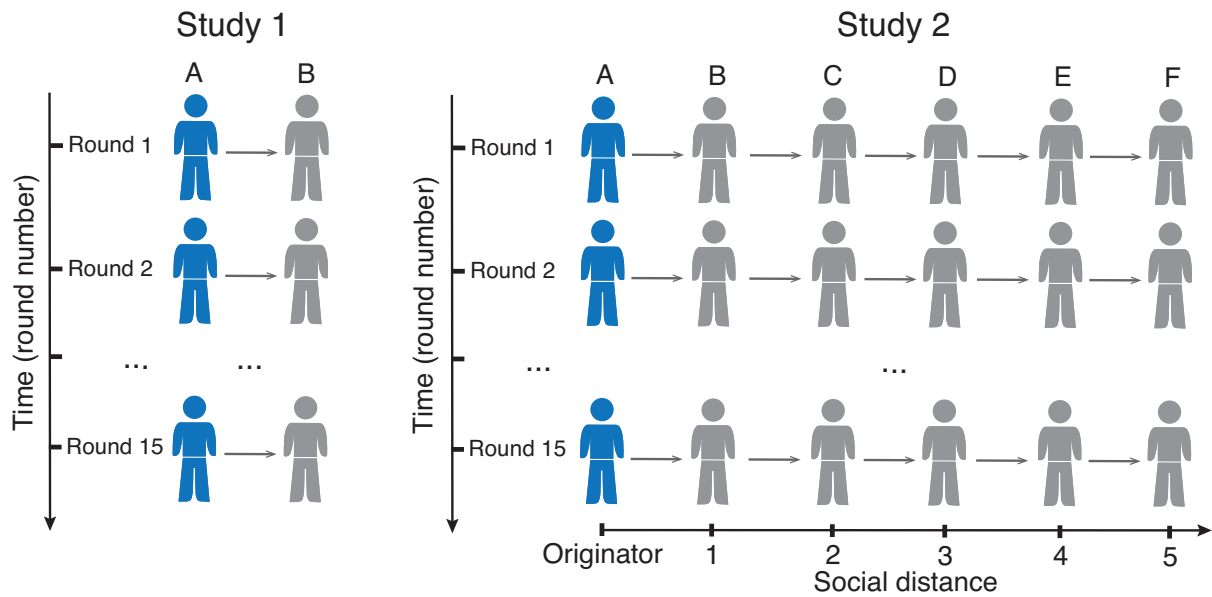 Study 1
A B
Time (round number)
Round 1
Round 2
... ...
Round 15
Study 2
A B C D E F
Time (round number)
Round 1
Round 2
... ...
Round 15
Originator 1 2 3 4 5
Social distance